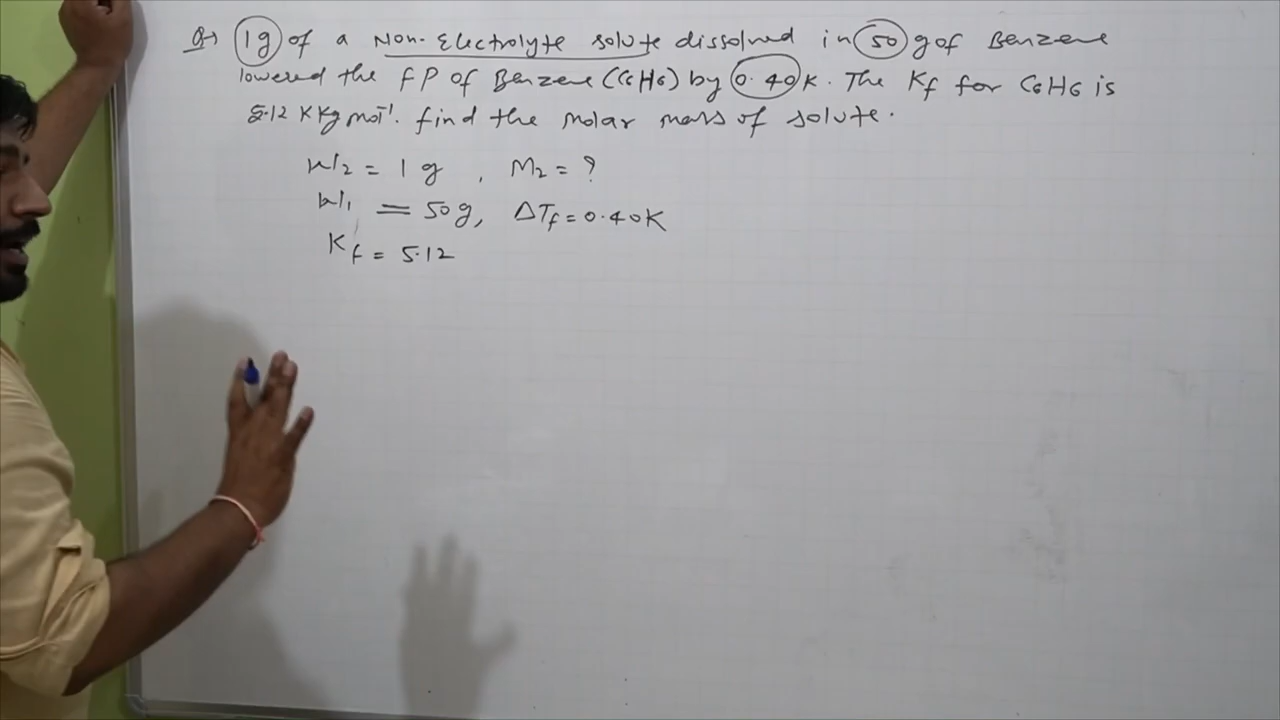 Q→ 1g of a Non-Electrolyte solute dissolved in 50 g of Benzene
lowered the FP of Benzene (C6H6) by 0.40 K. The Kf for C6H6 is
5.12 K Kg mol⁻¹. find the molar mass of solute.
W2 = 1 g , M2 = ?
W1 = 50g, ΔTf = 0.40K
Kf = 5.12